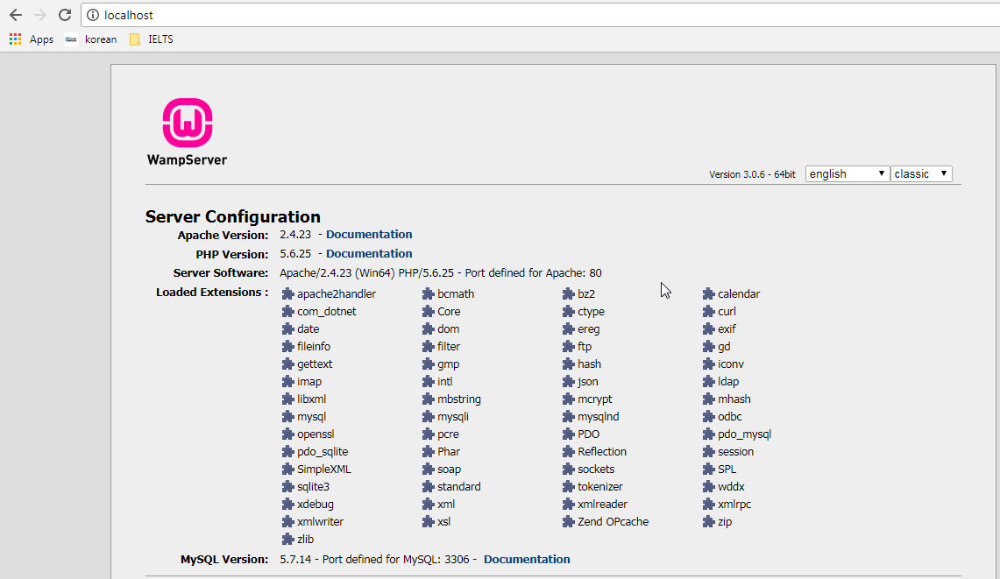 localhost
Apps korean IELTS
W
WampServer
Version 3.0.6 - 64bit english classic
Server Configuration
Apache Version: 2.4.23 - Documentation
PHP Version: 5.6.25 - Documentation
Server Software: Apache/2.4.23 (Win64) PHP/5.6.25 - Port defined for Apache: 80
Loaded Extensions : apache2handler bcmath bz2 calendar
com_dotnet Core ctype curl
date dom ereg exif
fileinfo filter ftp gd
gettext gmp hash iconv
imap intl json ldap
libxml mbstring mcrypt mhash
mysql mysqli mysqlnd odbc
openssl pcre PDO pdo_mysql
pdo_sqlite Phar Reflection session
SimpleXML soap sockets SPL
sqlite3 standard tokenizer wddx
xdebug xml xmlreader xmlrpc
xmlwriter xsl Zend OPcache zip
zlib
MySQL Version: 5.7.14 - Port defined for MySQL: 3306 - Documentation